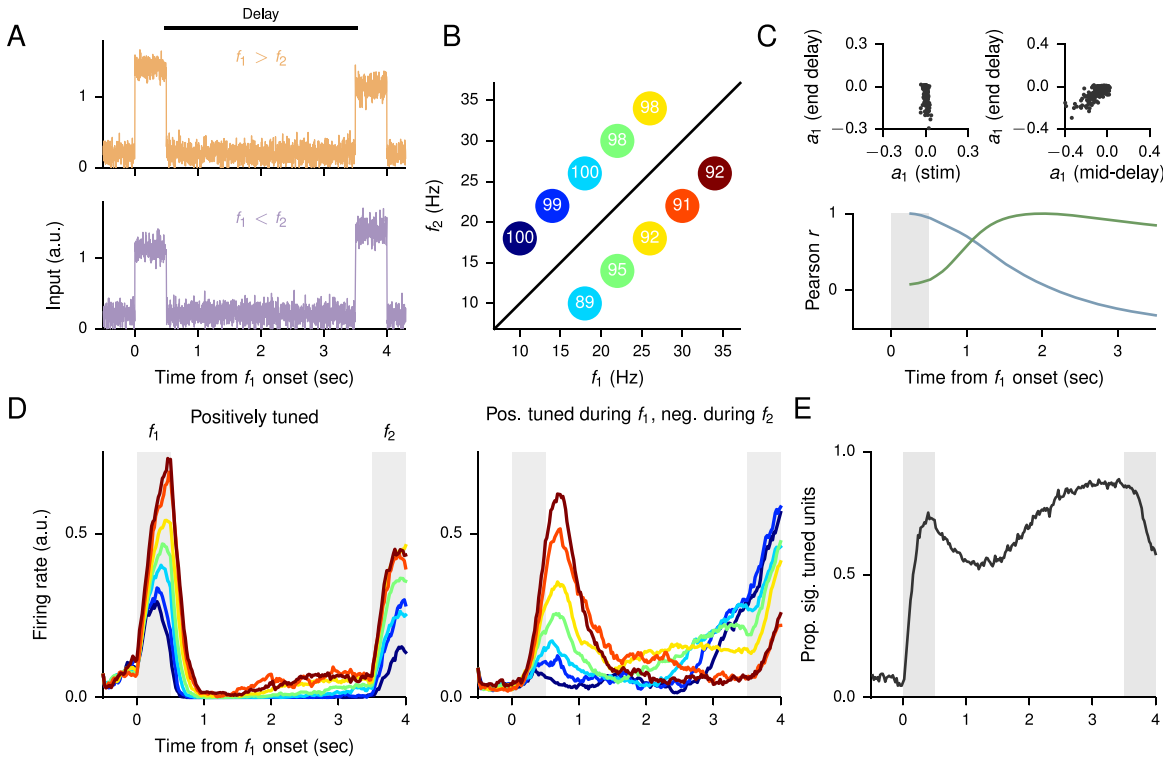 A
Delay
f1 > f2
1
0
f1 < f2
1
0
Input (a.u.)
0 1 2 3 4
Time from f1 onset (sec)
B
35
30
25
20
15
10
f2 (Hz)
98
98
100
99
100
92
91
92
95
89
10 15 20 25 30 35
f1 (Hz)
C
a1 (end delay)
0.3
0.0
−0.3
−0.3 0.0 0.3
a1 (stim)
a1 (end delay)
0.4
0.0
−0.4
−0.4 0.0 0.4
a1 (mid-delay)
Pearson r
1
0
0 1 2 3
Time from f1 onset (sec)
D
Positively tuned
f1
f2
Firing rate (a.u.)
0.5
0.0
0 1 2 3 4
Time from f1 onset (sec)
Pos. tuned during f1, neg. during f2
0.5
0.0
0 1 2 3 4
E
Prop. sig. tuned units
1.0
0.5
0.0
0 1 3 4